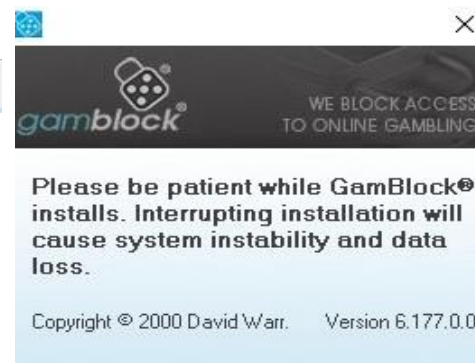 gamblock®
WE BLOCK ACCESS
TO ONLINE GAMBLING
Please be patient while GamBlock®
installs. Interrupting installation will
cause system instability and data
loss.
Copyright © 2000 David Warr. Version 6.177.0.0